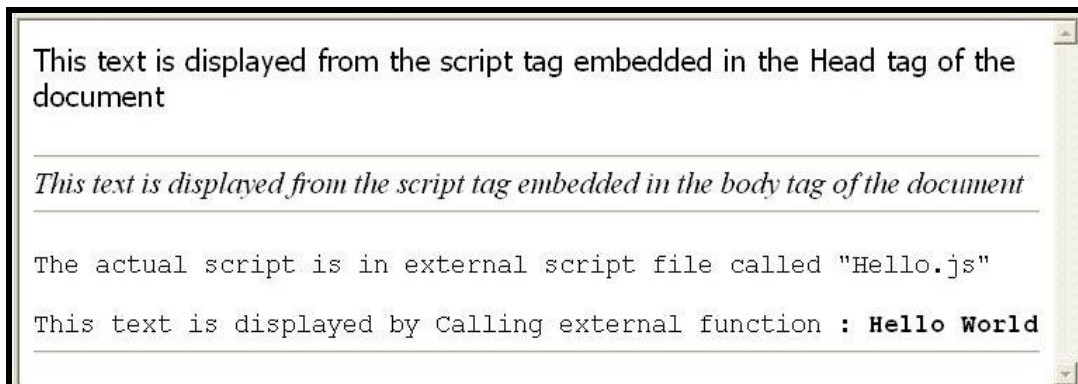 This text is displayed from the script tag embedded in the Head tag of the
document
This text is displayed from the script tag embedded in the body tag of the document
The actual script is in external script file called "Hello.js"
This text is displayed by Calling external function : Hello World